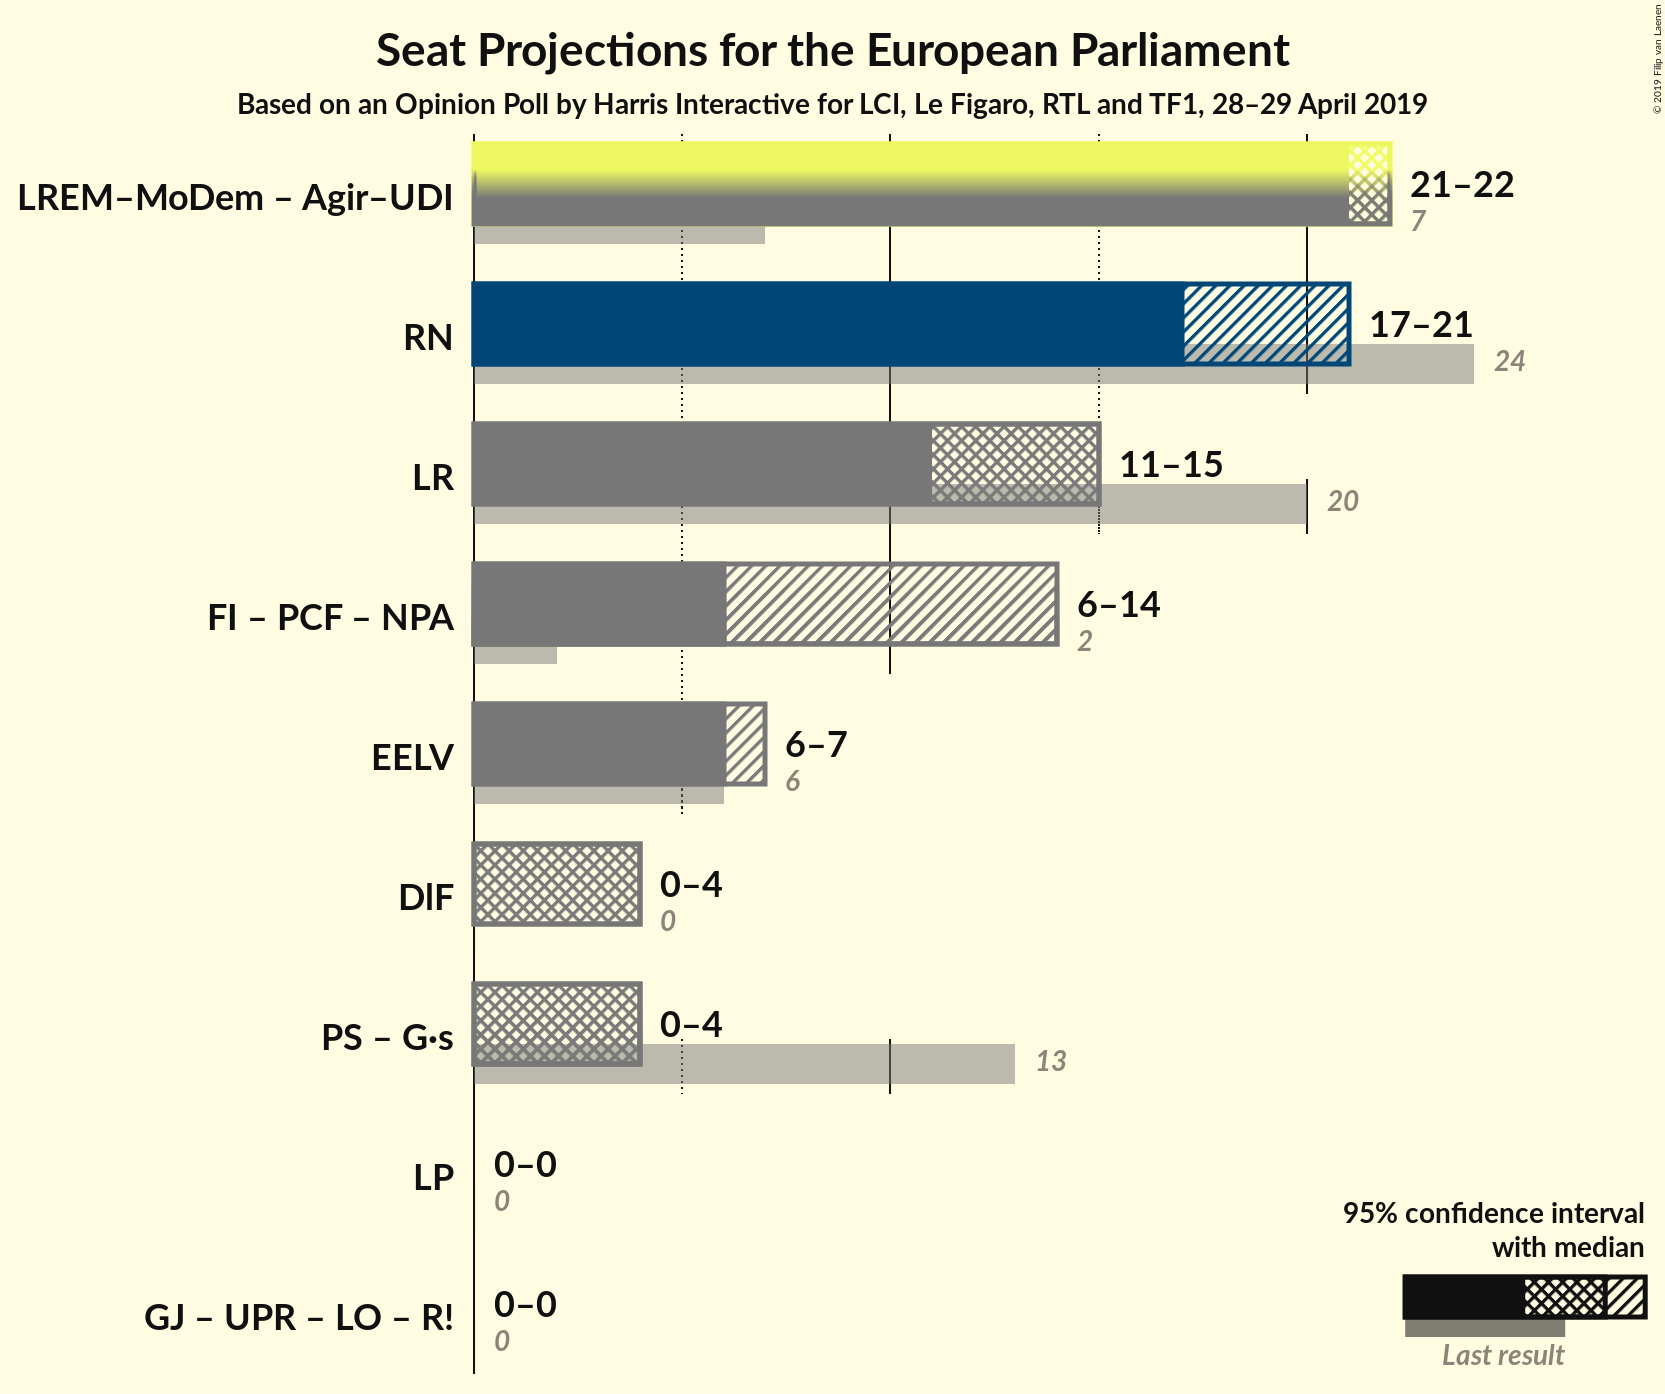 Seat Projections for the European Parliament
Based on an Opinion Poll by Harris Interactive for LCI, Le Figaro, RTL and TF1, 28–29 April 2019
© 2019 Filip van Laenen
LREM–MoDem – Agir–UDI
21–22
7
RN
17–21
24
LR
11–15
20
FI – PCF – NPA
6–14
2
EELV
6–7
6
DlF
0–4
0
PS – G·s
0–4
13
LP
0–0
0
GJ – UPR – LO – R!
0–0
0
95% confidence interval
with median
Last result